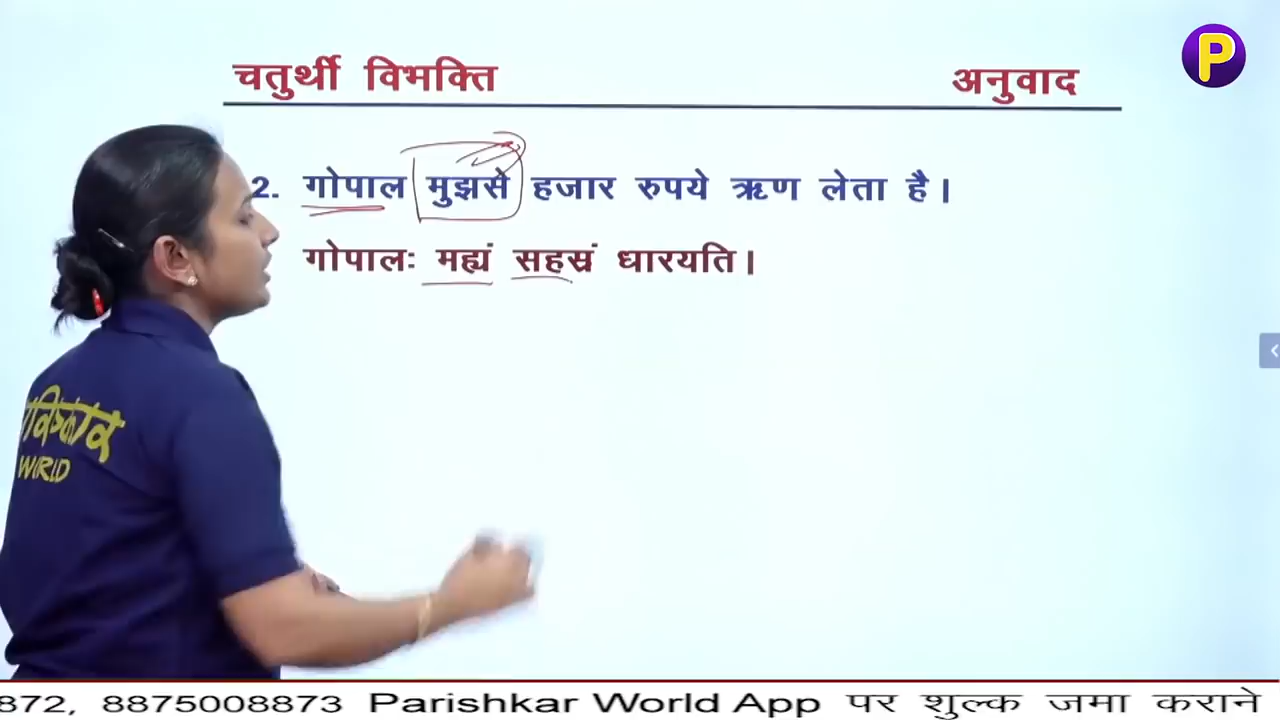 चतुर्थी विभक्ति अनुवाद
P
2. गोपाल मुझसे हजार रुपये ऋण लेता है।
गोपालः मह्यं सहस्रं धारयति।
WORLD
872, 8875008873 Parishkar World App पर शुल्क जमा कराने